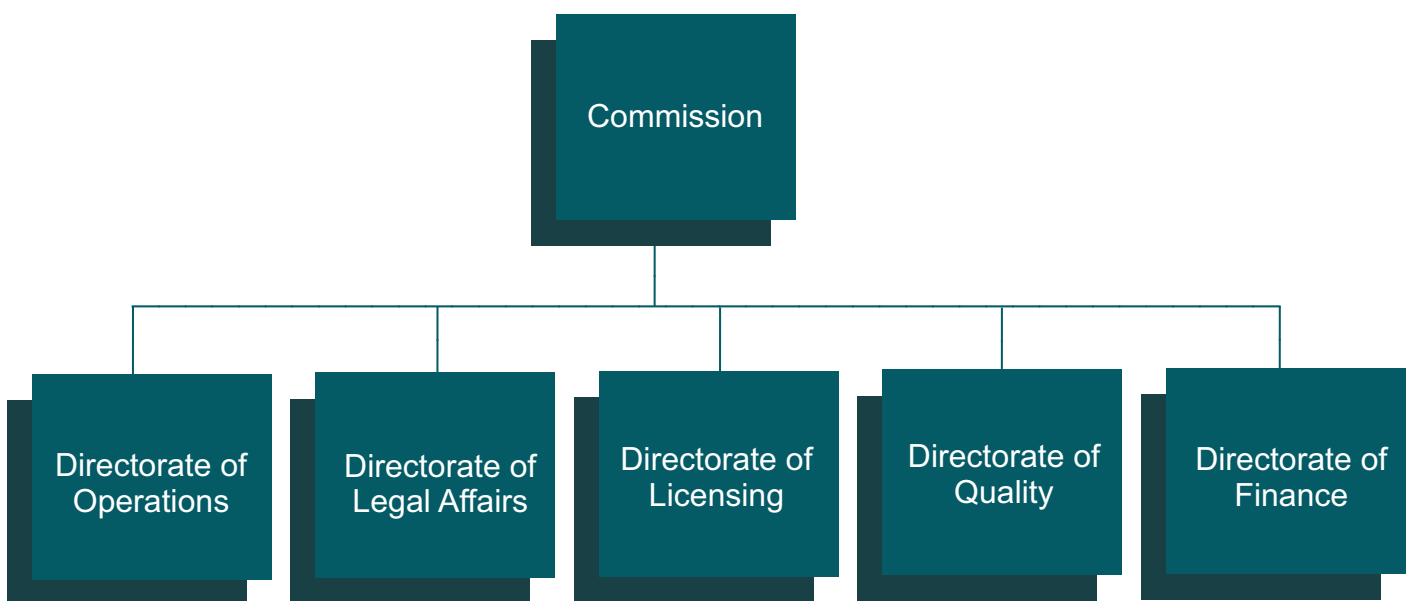 Commission
Directorate of
Operations
Directorate of
Legal Affairs
Directorate of
Licensing
Directorate of
Quality
Directorate of
Finance